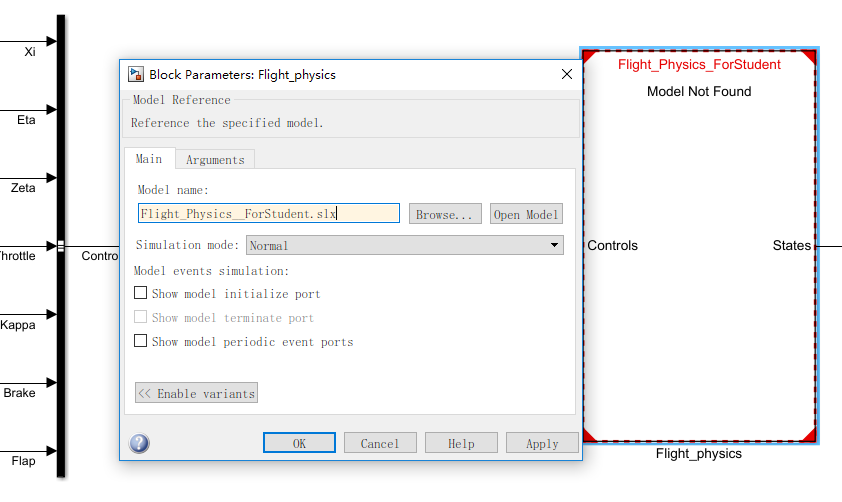 Xi
Eta
Zeta
Throttle
Kappa
Brake
Flap
Contro
Block Parameters: Flight_physics
Model Reference
Reference the specified model.
Main
Arguments
Model name:
Flight_Physics__ForStudent.slx
Browse...
Open Model
Simulation mode:
Normal
Model events simulation:
Show model initialize port
Show model terminate port
Show model periodic event ports
<< Enable variants
OK
Cancel
Help
Apply
Flight_Physics_ForStudent
Model Not Found
Controls
States
Flight_physics